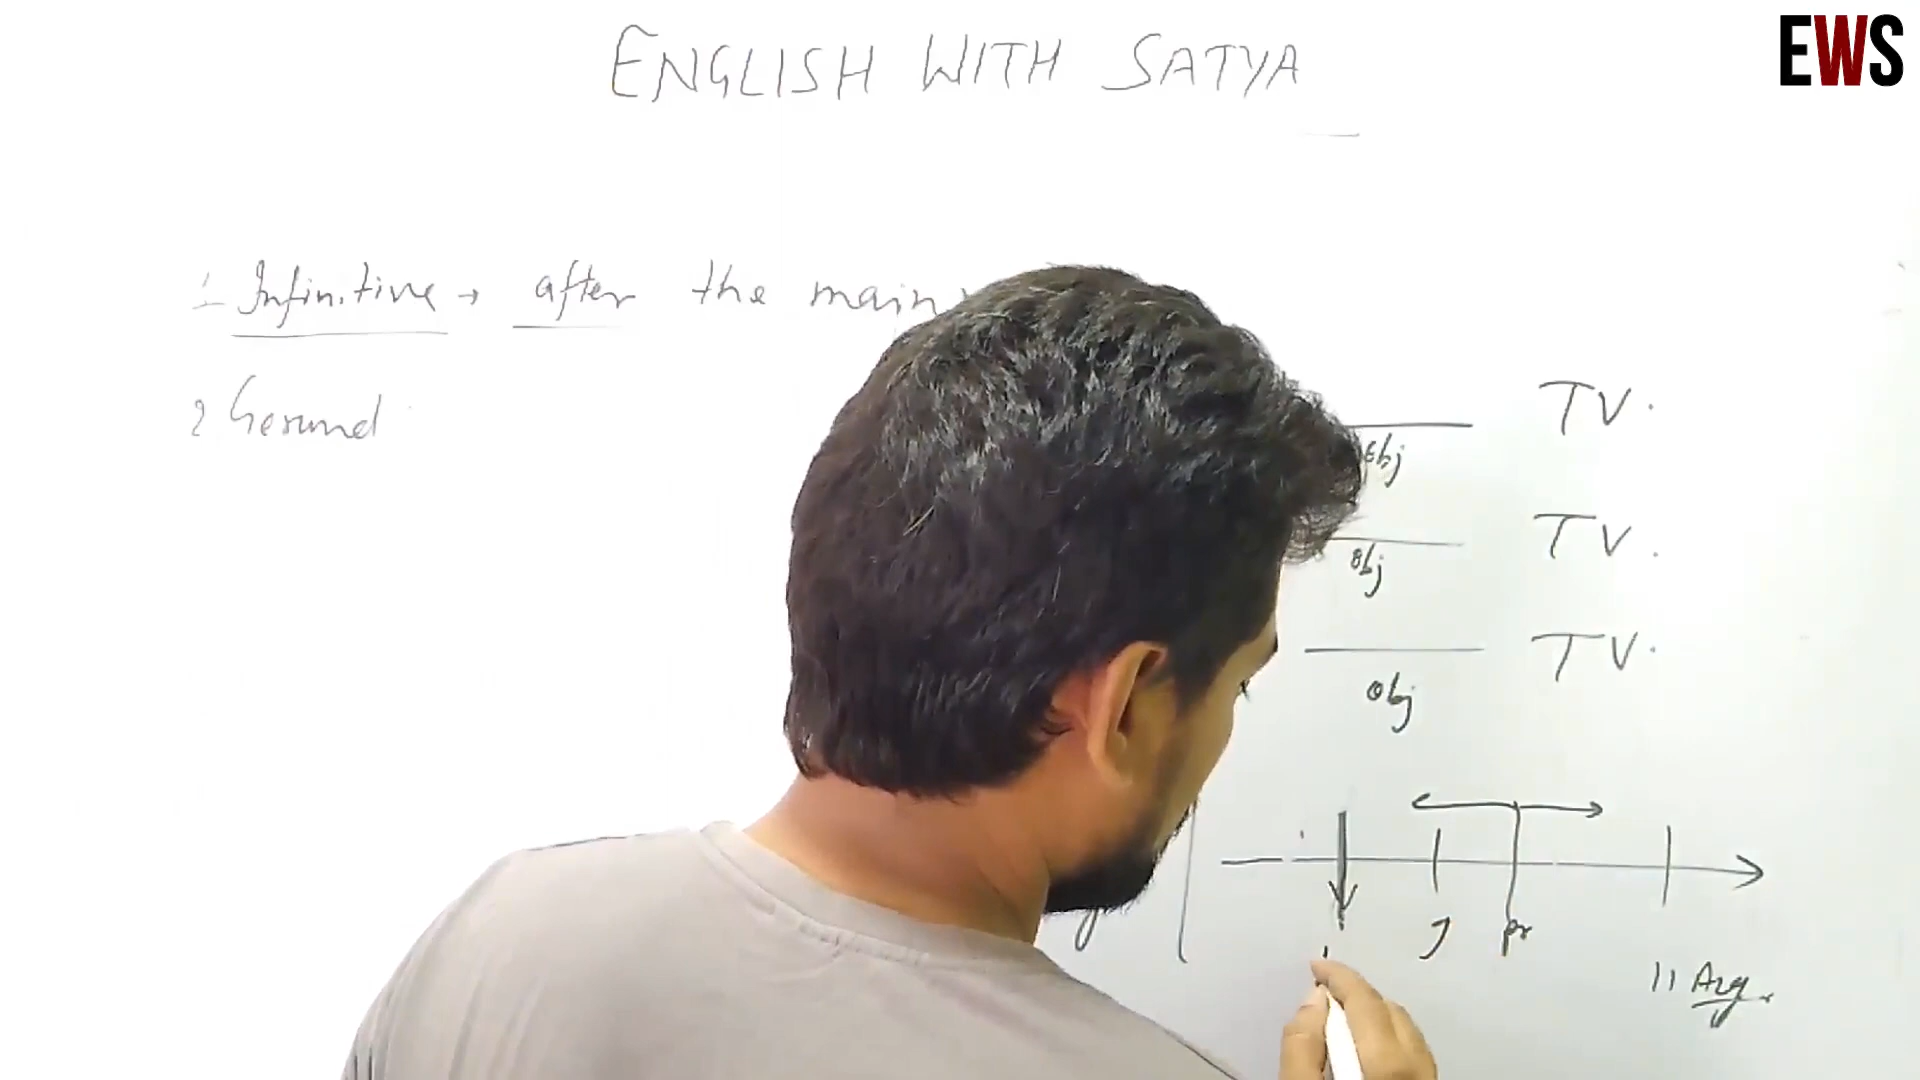 ENGLISH WITH SATYA
EWS
1 Infinitive → after the main
2 Gerund
TV.
Obj
TV.
Obj
TV.
Obj
J
pr
11 Aug.